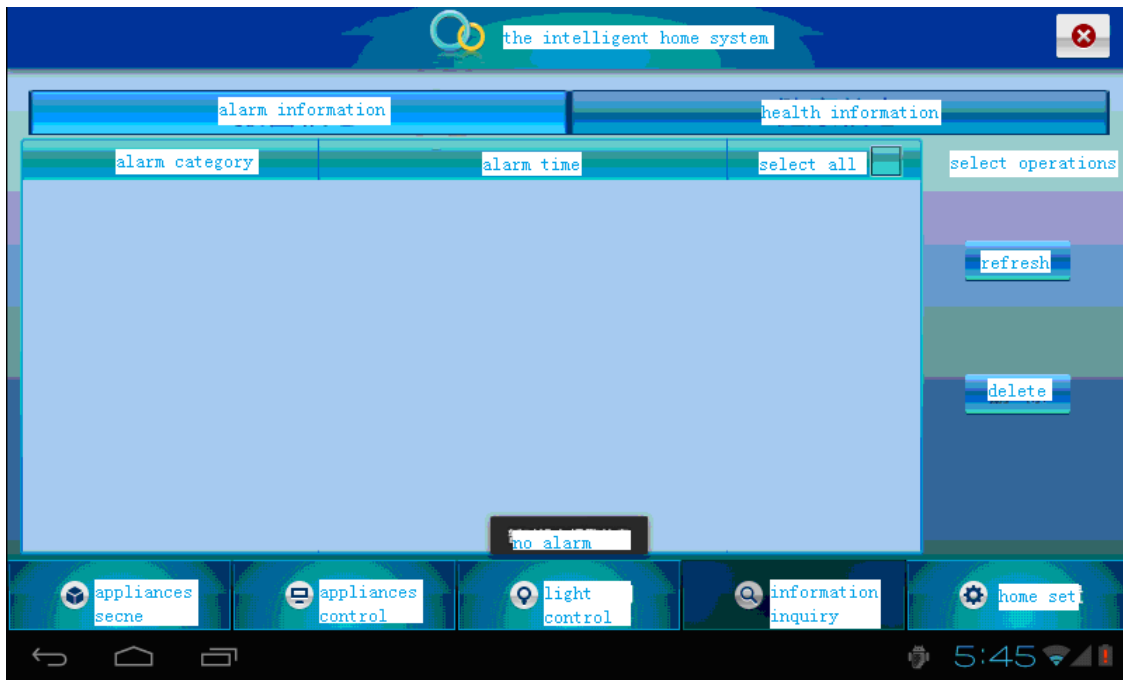 the intelligent home system
alarm information
health information
alarm category
alarm time
select all
select operations
refresh
delete
no alarm
appliances
secne
appliances
control
light
control
information
inquiry
home set
5:45